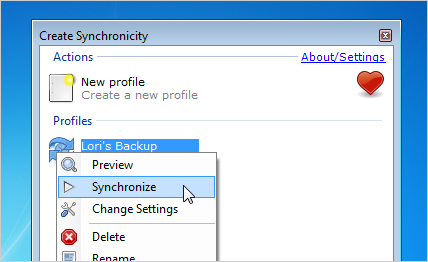 Create Synchronicity
Actions
About/Settings
New profile
Create a new profile
Profiles
Lori's Backup
Preview
Synchronize
Change Settings
Delete
Rename